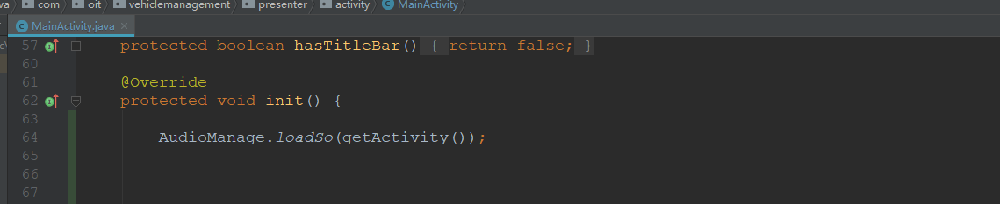 va com oit vehiclemanagement presenter activity MainActivity
MainActivity.java
57 protected boolean hasTitleBar() { return false; }
60
61 @Override
62 protected void init() {
63
64 AudioManage.loadSo(getActivity());
65
66
67